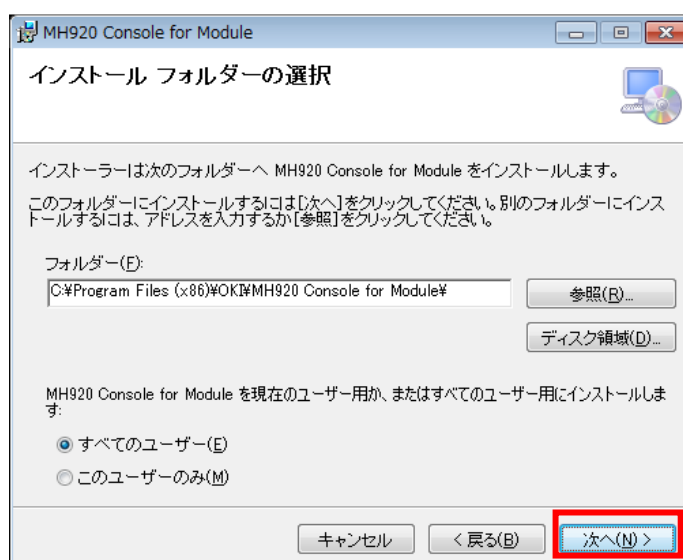 MH920 Console for Module
インストール フォルダーの選択
インストーラーは次のフォルダーへ MH920 Console for Module をインストールします。
このフォルダーにインストールするには[次へ]をクリックしてください。別のフォルダーにインス
トールするには、アドレスを入力するか[参照]をクリックしてください。
フォルダー(F):
C:¥Program Files (x86)¥OKI¥MH920 Console for Module¥
参照(R)...
ディスク領域(D)...
MH920 Console for Module を現在のユーザー用か、またはすべてのユーザー用にインストールしま
す:
すべてのユーザー(E)
このユーザーのみ(M)
キャンセル
< 戻る(B)
次へ(N) >